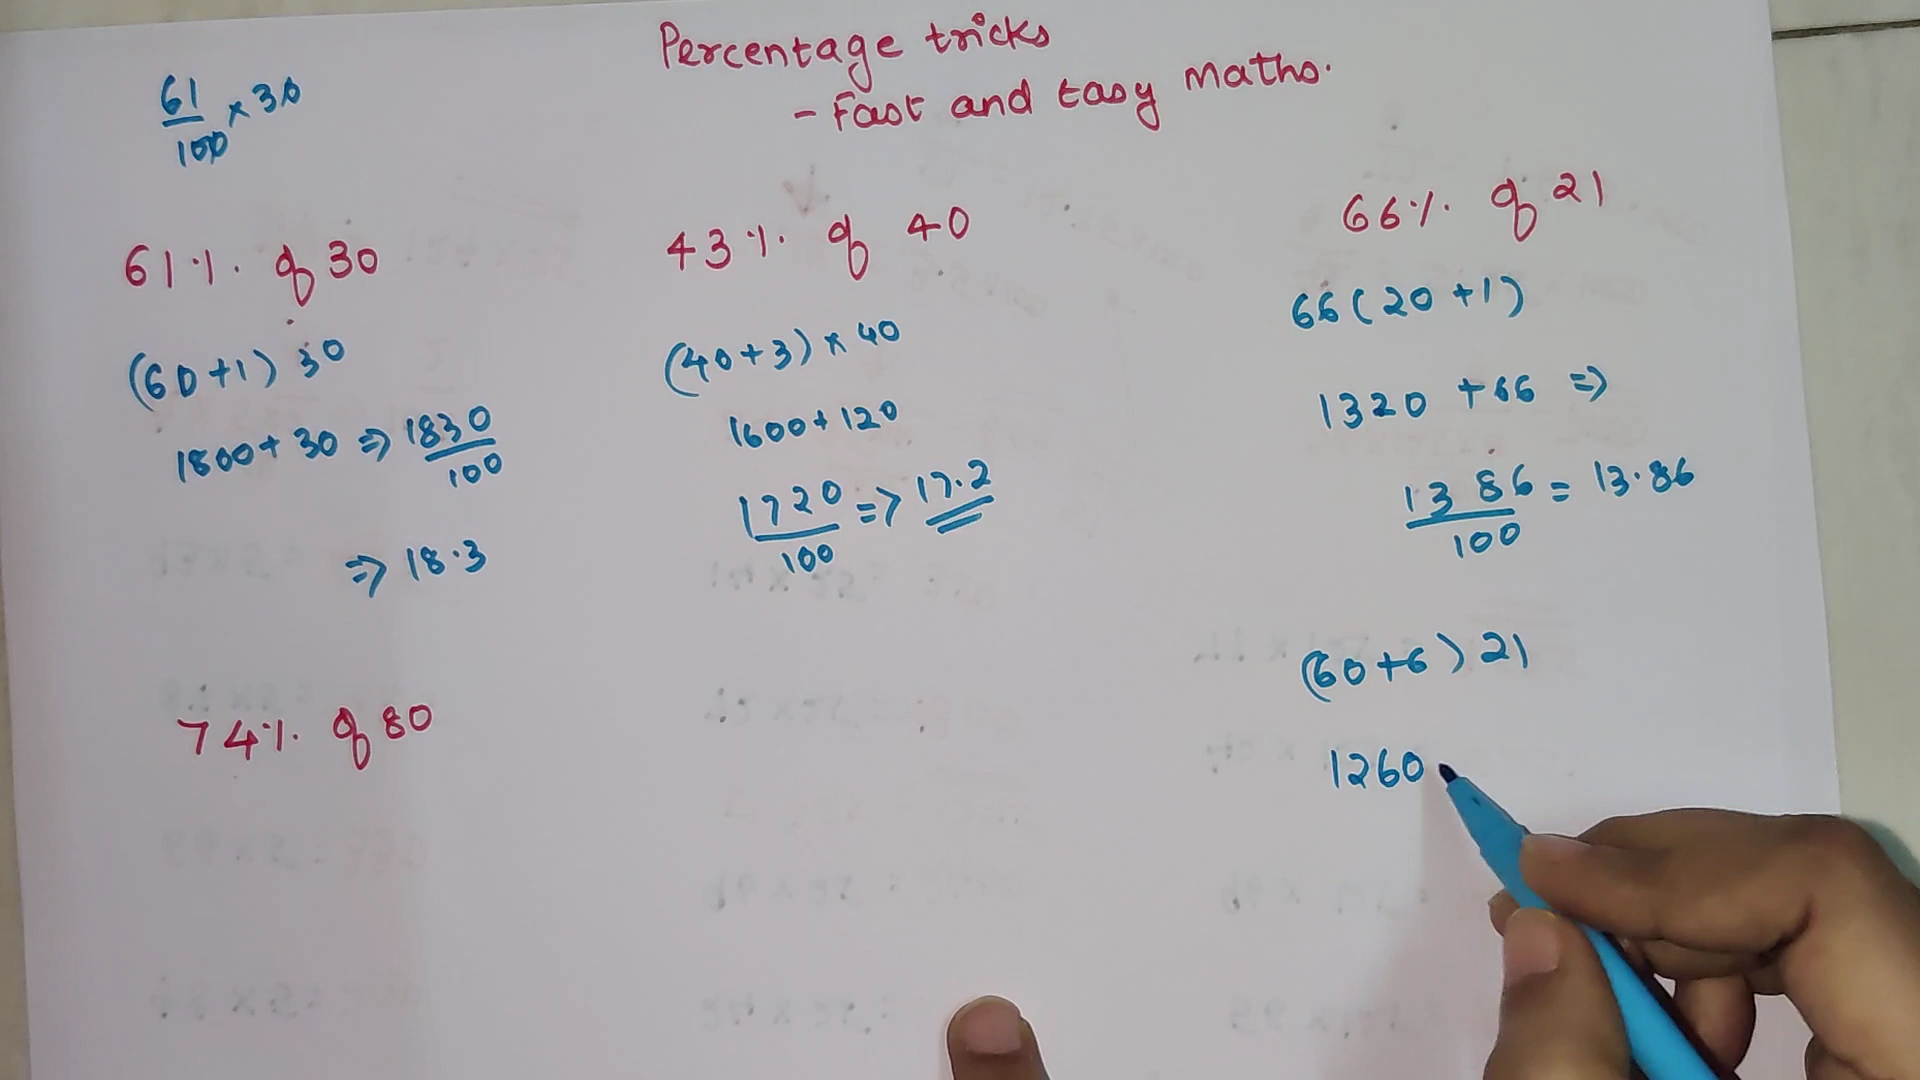 Percentage tricks
- Fast and Easy maths.
61/100 × 30
61% of 30
(60+1) 30
1800 + 30 ⇒ 1830/100
⇒ 18.3
74% of 80
43% of 40
(40+3) × 40
1600 + 120
1720/100 ⇒ 17.2
66% of 21
66(20+1)
1320 + 66 ⇒
1386/100 = 13.86
(60+6) 21
1260